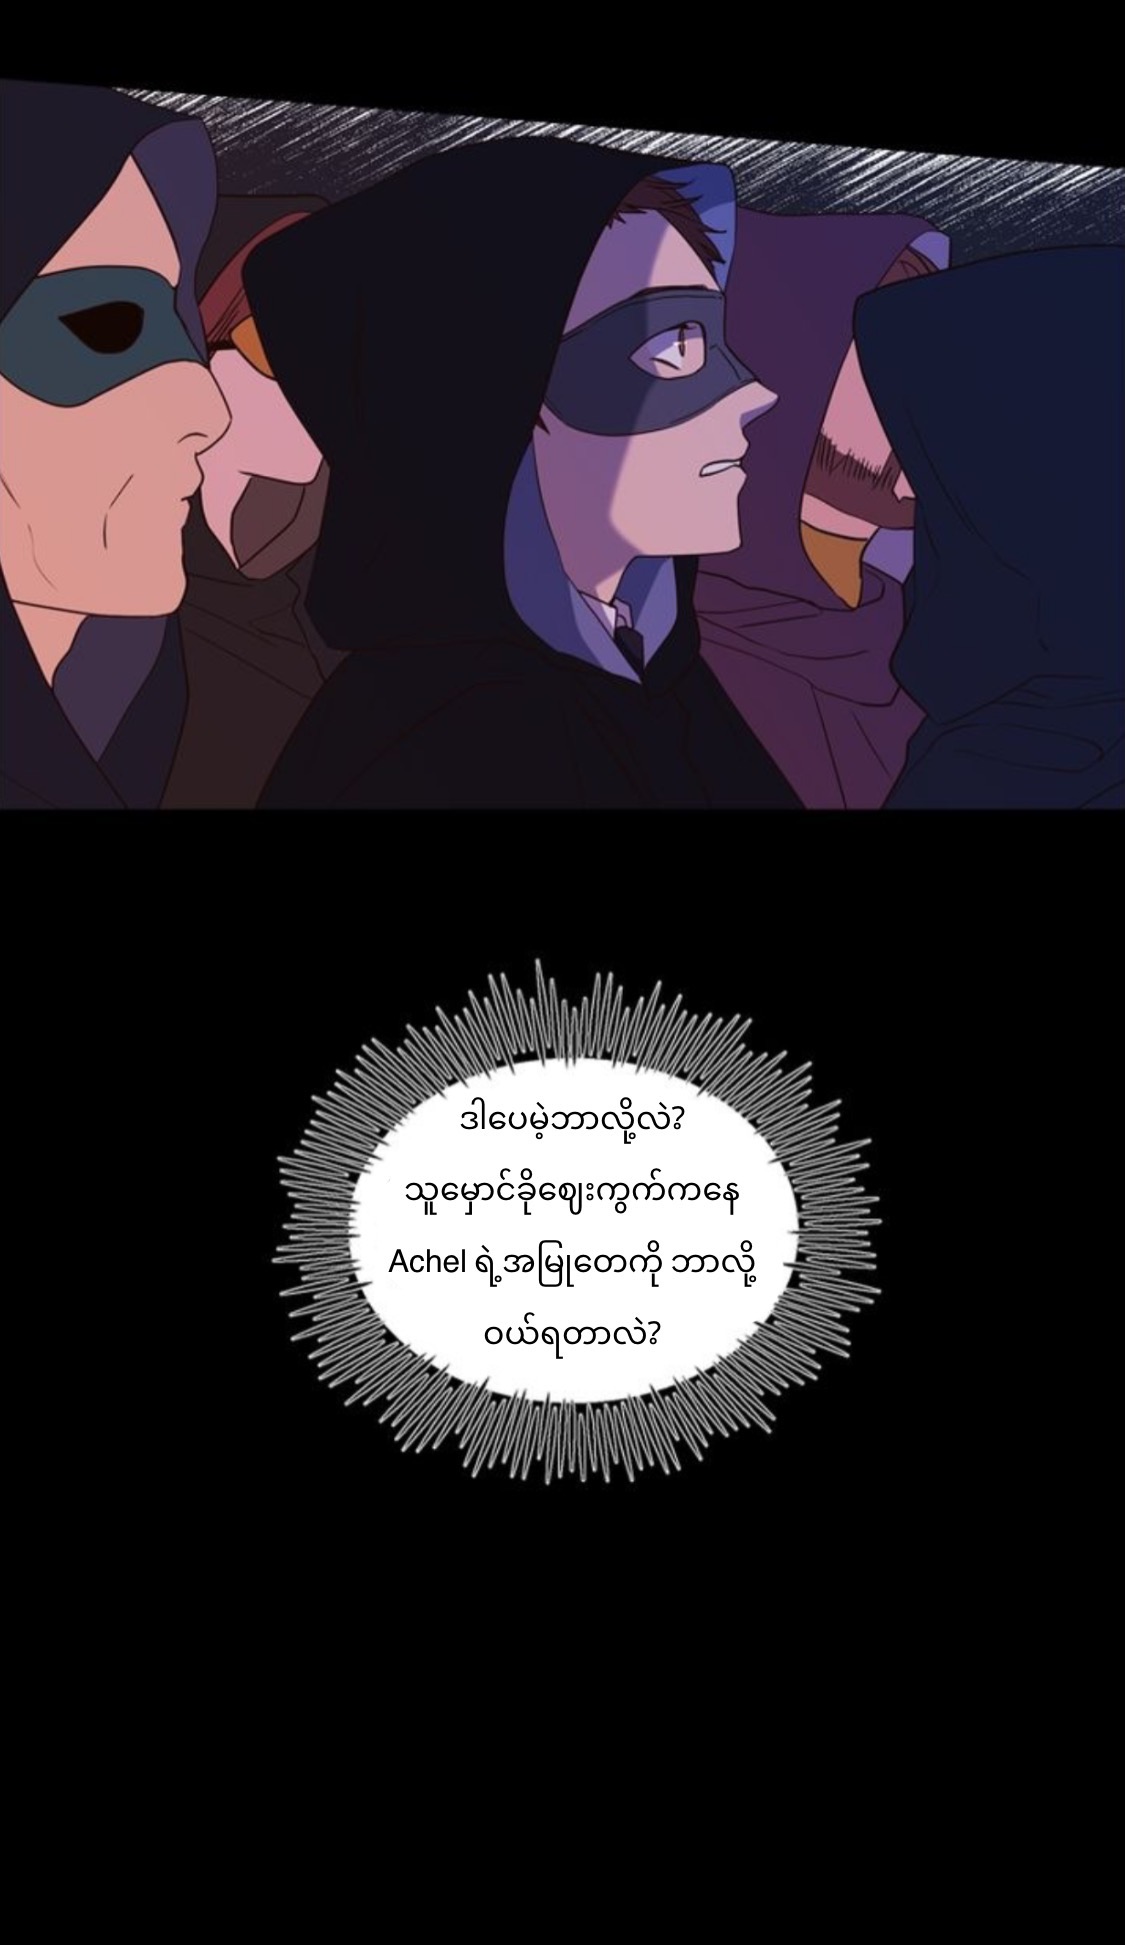 ဒါပေမဲ့ဘာလို့လဲ?
သူမှောင်ခိုဈေးကွက်ကနေ
Achel ရဲ့အမြုတေကို ဘာလို့
ဝယ်ရတာလဲ?